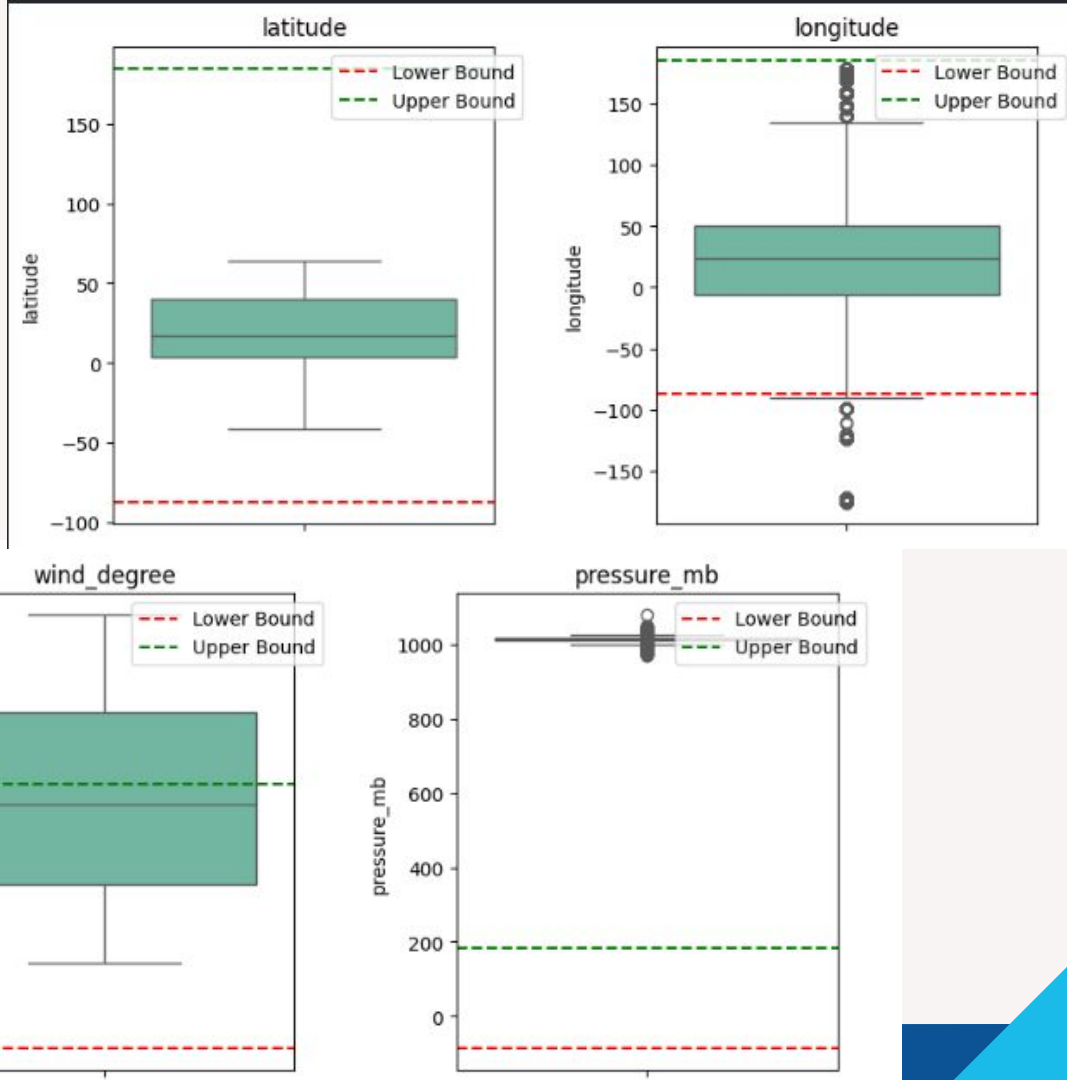 latitude
Lower Bound
Upper Bound
150
100
50
0
−50
−100
latitude
longitude
Lower Bound
Upper Bound
150
100
50
0
−50
−100
−150
longitude
wind_degree
Lower Bound
Upper Bound
pressure_mb
Lower Bound
Upper Bound
1000
800
600
400
200
0
pressure_mb